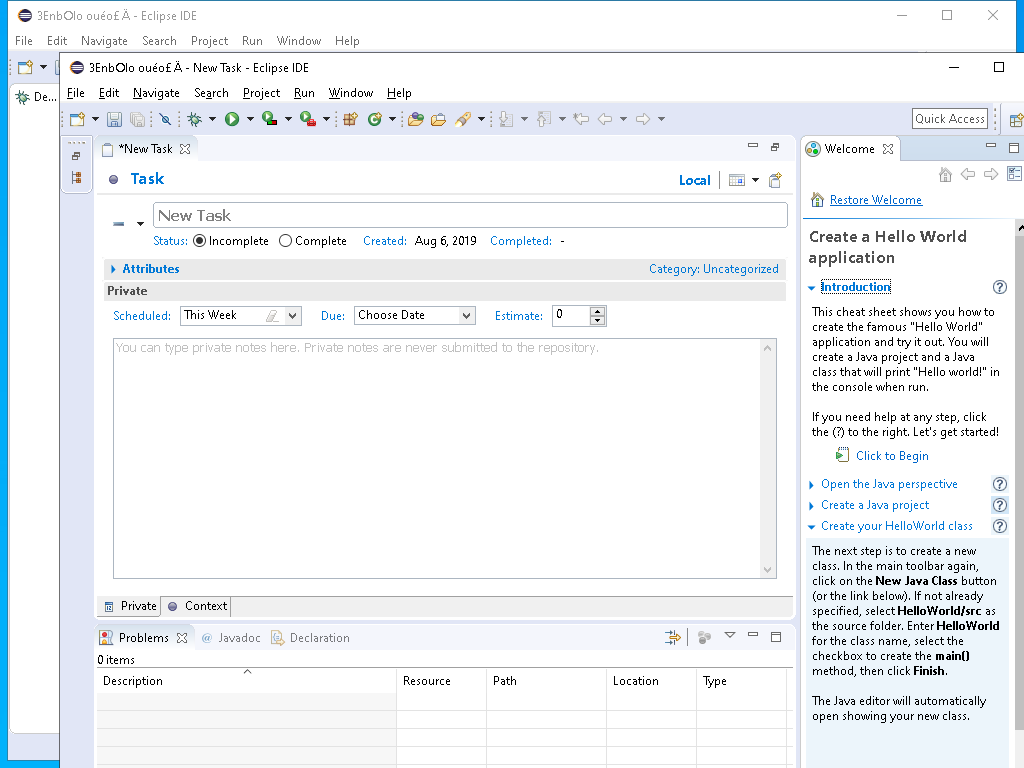 3EnbOlo ouéo£ Ä - Eclipse IDE
File Edit Navigate Search Project Run Window Help
3EnbOlo ouéo£ Ä - New Task - Eclipse IDE
File Edit Navigate Search Project Run Window Help
De...
Quick Access
*New Task
Welcome
Task
Local
Restore Welcome
New Task
Status: Incomplete Complete Created: Aug 6, 2019 Completed: -
Attributes
Category: Uncategorized
Private
Scheduled: This Week Due: Choose Date Estimate: 0
You can type private notes here. Private notes are never submitted to the repository.
Private Context
Problems Javadoc Declaration
0 items
Description Resource Path Location Type
Create a Hello World
application
Introduction
This cheat sheet shows you how to
create the famous "Hello World"
application and try it out. You will
create a Java project and a Java
class that will print "Hello world!" in
the console when run.
If you need help at any step, click
the (?) to the right. Let's get started!
Click to Begin
Open the Java perspective
Create a Java project
Create your HelloWorld class
The next step is to create a new
class. In the main toolbar again,
click on the New Java Class button
(or the link below). If not already
specified, select HelloWorld/src as
the source folder. Enter HelloWorld
for the class name, select the
checkbox to create the main()
method, then click Finish.
The Java editor will automatically
open showing your new class.